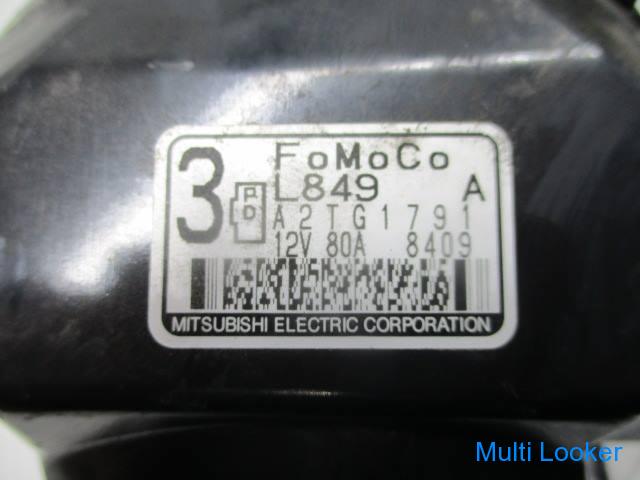 3 FoMoCo
L849 A
P D A2TG1791
12V 80A 8409
MITSUBISHI ELECTRIC CORPORATION
Multi Looker